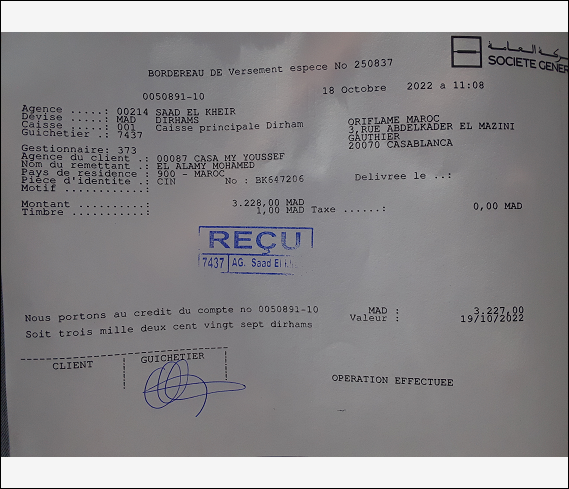 SOCIETE GENER
BORDEREAU DE Versement espece No 250837
0050891-10 18 Octobre 2022 a 11:08
Agence .....: 00214 SAAD EL KHEIR
Devise .....: MAD DIRHAMS
Caisse .....: 001 Caisse principale Dirham
Guichetier .: 7437
ORIFLAME MAROC
3,RUE ABDELKADER EL MAZINI
GAUTHIER
20070 CASABLANCA
Gestionnaire: 373
Agence du client .: 00087 CASA MY YOUSSEF
Nom du remettant .: EL ALAMY MOHAMED
Pays de residence : 900 - MAROC
Pièce d'identite .: CIN No : BK647206 Delivree le ..:
Motif ............:
Montant ..........: 3.228,00 MAD
Timbre ...........: 1,00 MAD Taxe ......: 0,00 MAD
REÇU
7437 AG. Saad El
Nous portons au credit du compte no 0050891-10 MAD : 3.227,00
Soit trois mille deux cent vingt sept dirhams Valeur : 19/10/2022
CLIENT GUICHETIER
OPERATION EFFECTUEE